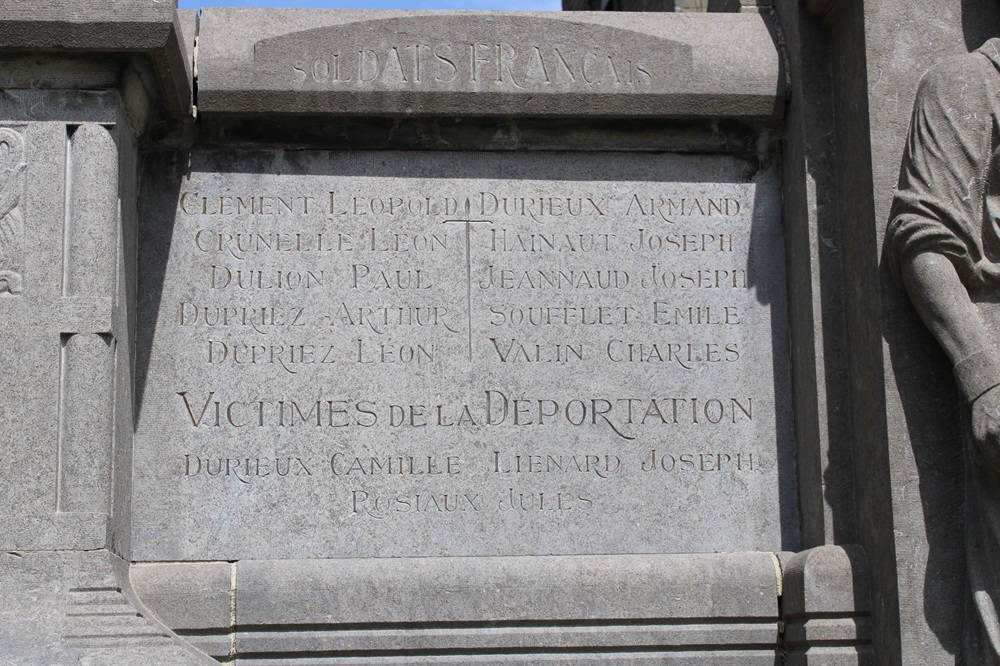 SOLDATS FRANÇAIS
CLÉMENT LÉOPOLD DURIEUX ARMAND
CRUNELLE LÉON HAINAUT JOSEPH
DULION PAUL JEANNAUD JOSEPH
DUPRIEZ ARTHUR SOUFFLET EMILE
DUPRIEZ LÉON VALIN CHARLES
VICTIMES DE LA DÉPORTATION
DURIEUX CAMILLE LIENARD JOSEPH
ROSIAUX JULES